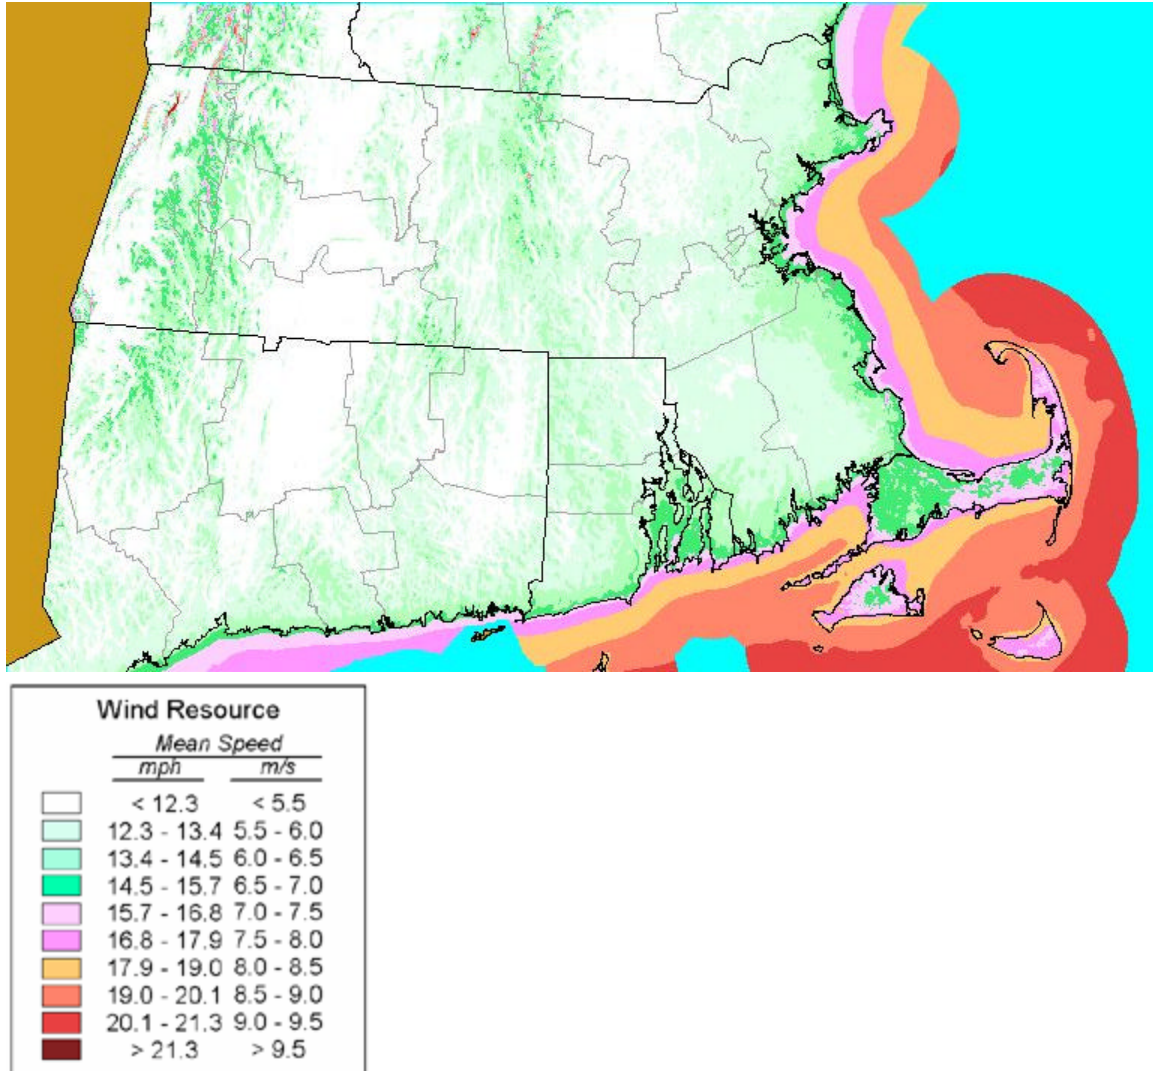 Wind Resource
Mean Speed
mph m/s
< 12.3 < 5.5
12.3 - 13.4 5.5 - 6.0
13.4 - 14.5 6.0 - 6.5
14.5 - 15.7 6.5 - 7.0
15.7 - 16.8 7.0 - 7.5
16.8 - 17.9 7.5 - 8.0
17.9 - 19.0 8.0 - 8.5
19.0 - 20.1 8.5 - 9.0
20.1 - 21.3 9.0 - 9.5
> 21.3 > 9.5